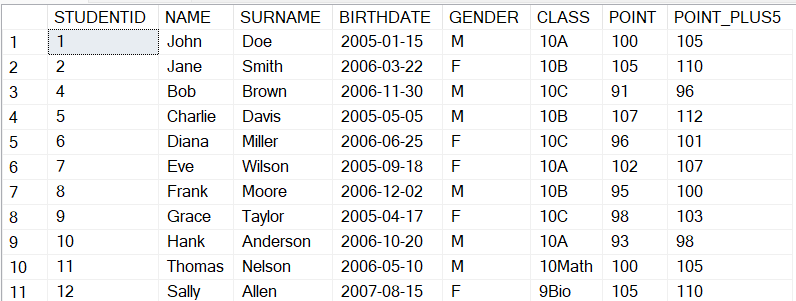 STUDENTID NAME SURNAME BIRTHDATE GENDER CLASS POINT POINT_PLUS5
1 1 John Doe 2005-01-15 M 10A 100 105
2 2 Jane Smith 2006-03-22 F 10B 105 110
3 4 Bob Brown 2006-11-30 M 10C 91 96
4 5 Charlie Davis 2005-05-05 M 10B 107 112
5 6 Diana Miller 2006-06-25 F 10C 96 101
6 7 Eve Wilson 2005-09-18 F 10A 102 107
7 8 Frank Moore 2006-12-02 M 10B 95 100
8 9 Grace Taylor 2005-04-17 F 10C 98 103
9 10 Hank Anderson 2006-10-20 M 10A 93 98
10 11 Thomas Nelson 2006-05-10 M 10Math 100 105
11 12 Sally Allen 2007-08-15 F 9Bio 105 110